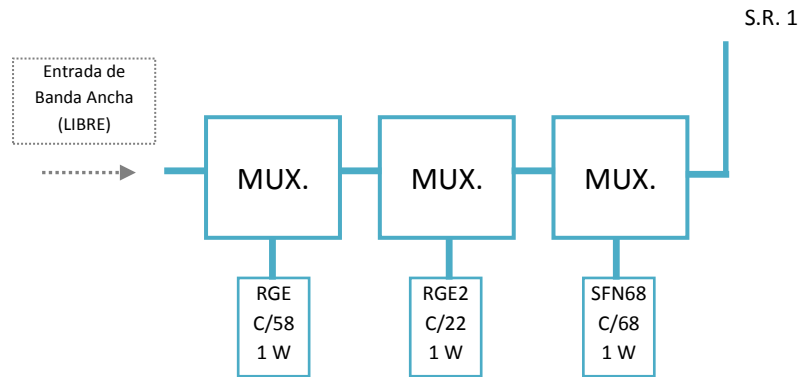 S.R. 1
Entrada de
Banda Ancha
(LIBRE)
MUX.
MUX.
MUX.
RGE
C/58
1 W
RGE2
C/22
1 W
SFN68
C/68
1 W